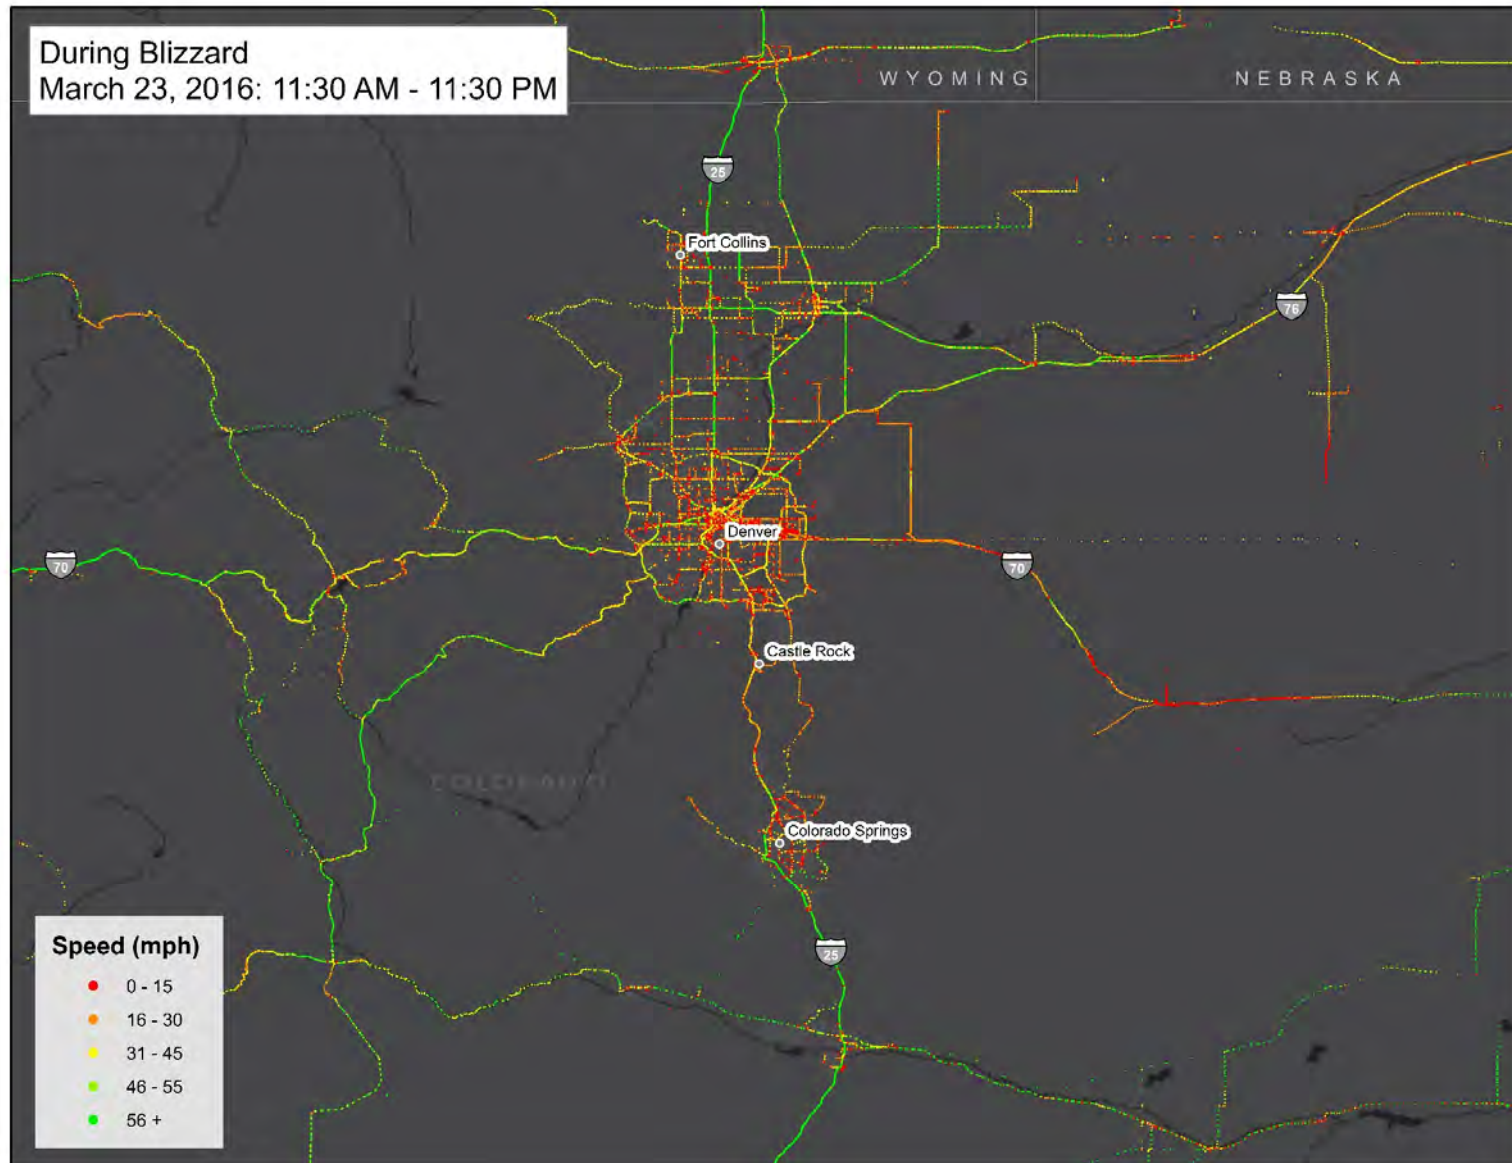 During Blizzard
March 23, 2016: 11:30 AM - 11:30 PM
WYOMING
NEBRASKA
25
Fort Collins
76
Denver
70
70
Castle Rock
COLORADO
Colorado Springs
25
Speed (mph)
0 - 15
16 - 30
31 - 45
46 - 55
56 +